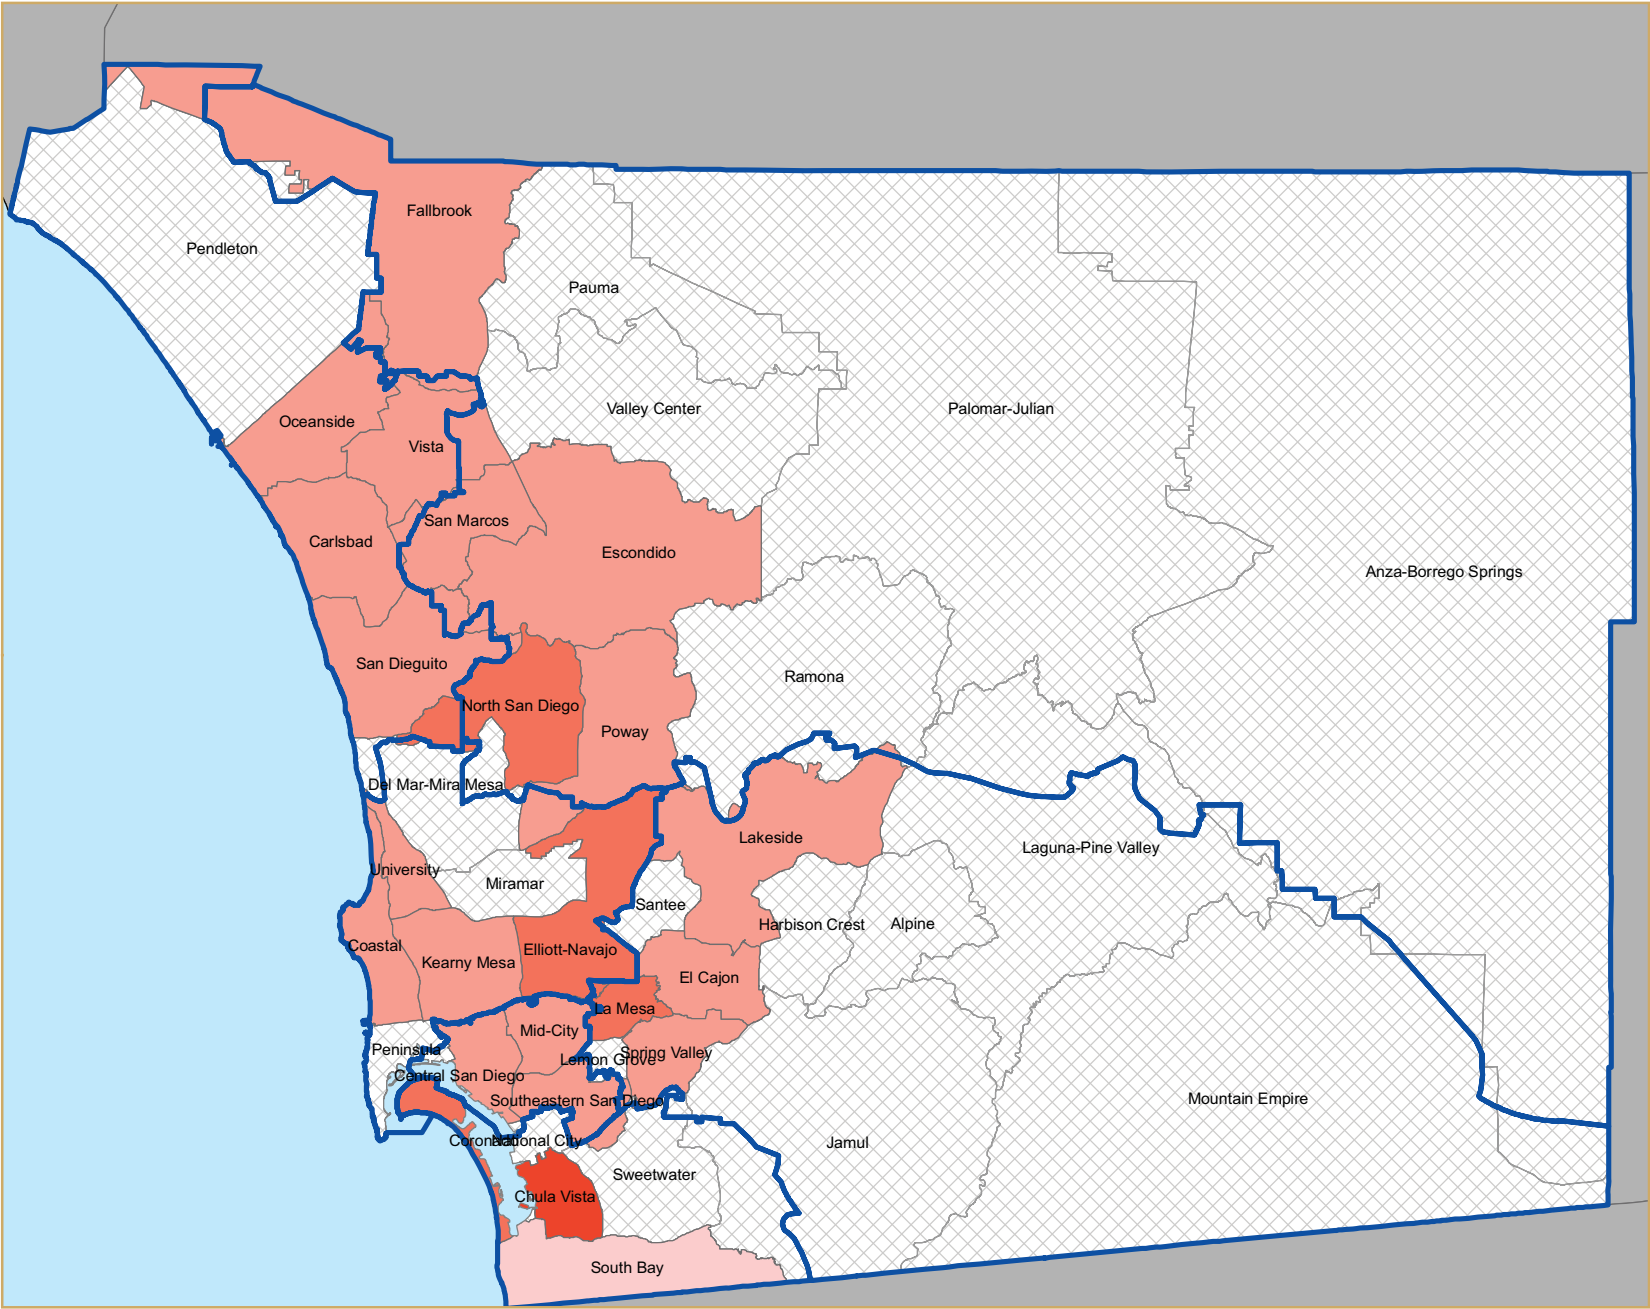 Fallbrook
Pendleton
Pauma
Valley Center
Palomar-Julian
Oceanside
Vista
San Marcos
Carlsbad
Escondido
Anza-Borrego Springs
San Dieguito
Ramona
North San Diego
Poway
Del Mar-Mira Mesa
Lakeside
Laguna-Pine Valley
University
Miramar
Santee
Harbison Crest
Alpine
Coastal
Elliott-Navajo
Kearny Mesa
El Cajon
La Mesa
Mid-City
Peninsula
Lemon Grove
Spring Valley
Central San Diego
Southeastern San Diego
Mountain Empire
Coronado
National City
Jamul
Sweetwater
Chula Vista
South Bay